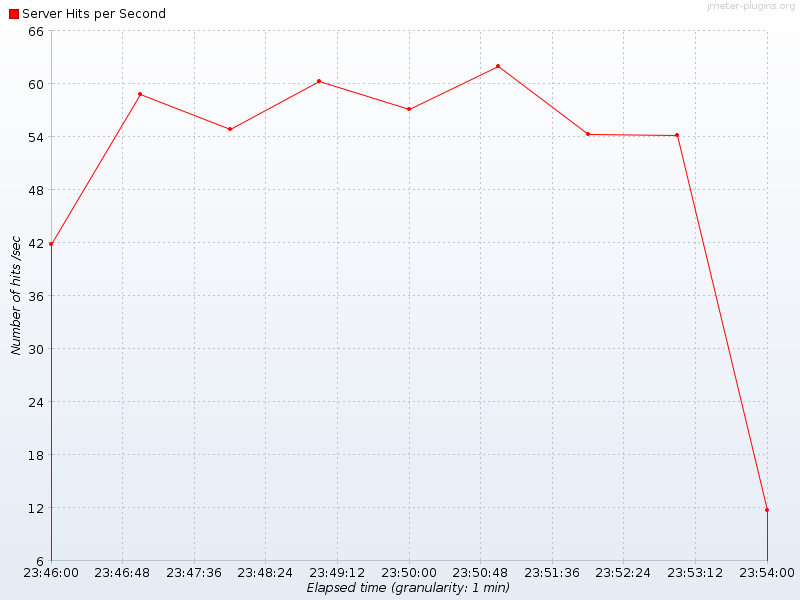 jmeter-plugins.org
Server Hits per Second
66
60
54
48
42
36
30
24
18
12
6
Number of hits /sec
23:46:00 23:46:48 23:47:36 23:48:24 23:49:12 23:50:00 23:50:48 23:51:36 23:52:24 23:53:12 23:54:00
Elapsed time (granularity: 1 min)